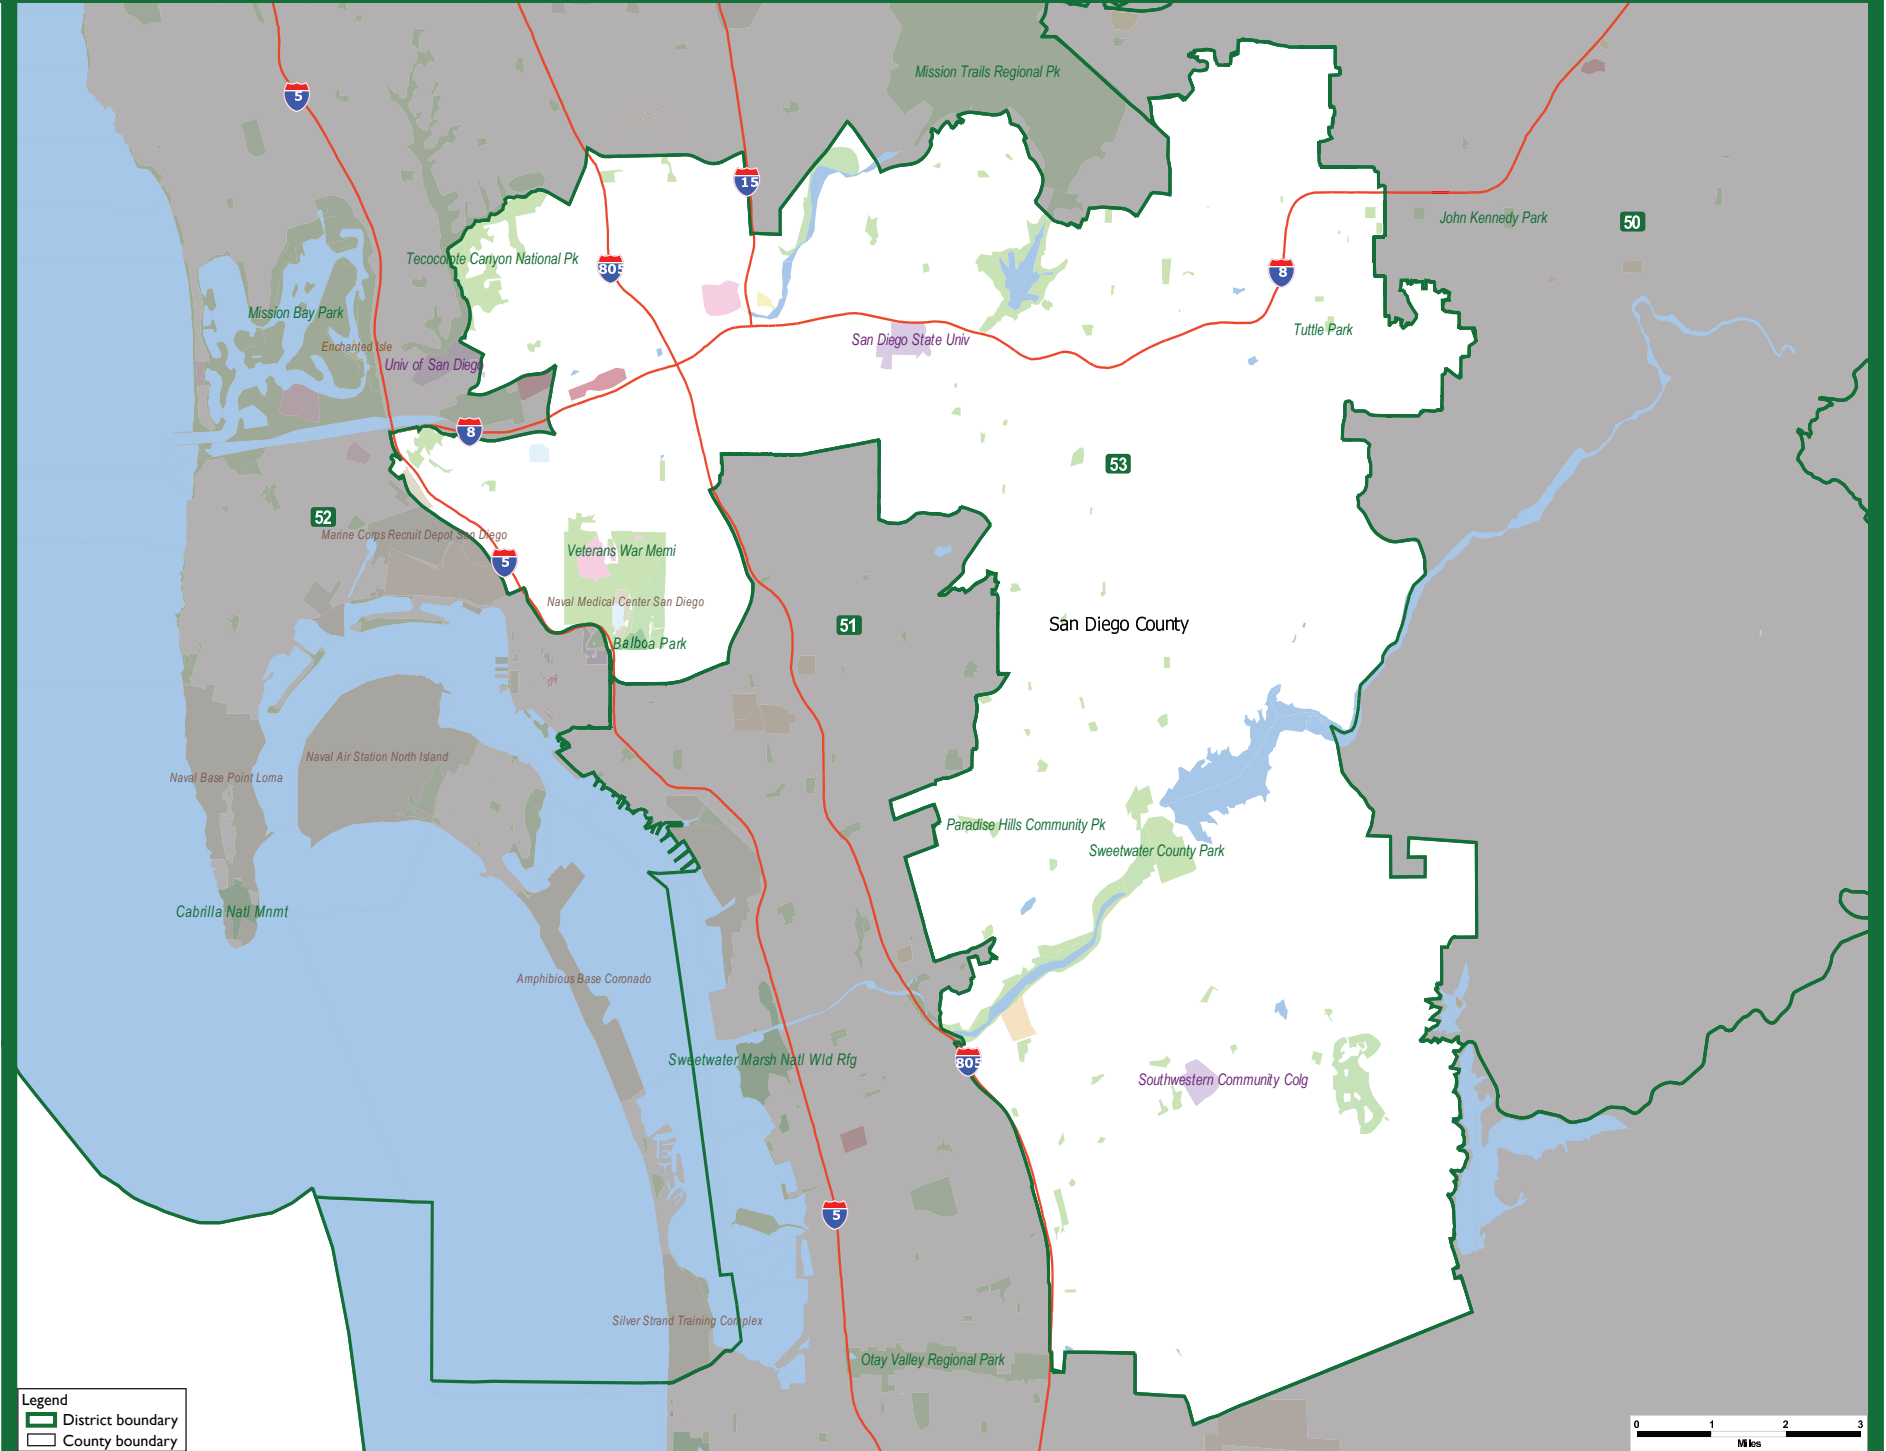 Mission Trails Regional Pk
5
15
John Kennedy Park
50
Tecocolote Canyon National Pk
805
8
Mission Bay Park
Tuttle Park
San Diego State Univ
Enchanted Isle
Univ of San Diego
8
53
52
Marine Corps Recruit Depot San Diego
Veterans War Meml
5
Naval Medical Center San Diego
51
San Diego County
Balboa Park
Naval Air Station North Island
Naval Base Point Loma
Paradise Hills Community Pk
Sweetwater County Park
Cabrilla Natl Mnmt
Amphibious Base Coronado
Sweetwater Marsh Natl Wld Rfg
805
Southwestern Community Colg
5
Silver Strand Training Complex
Otay Valley Regional Park
Legend
District boundary
County boundary
0 1 2 3
Miles